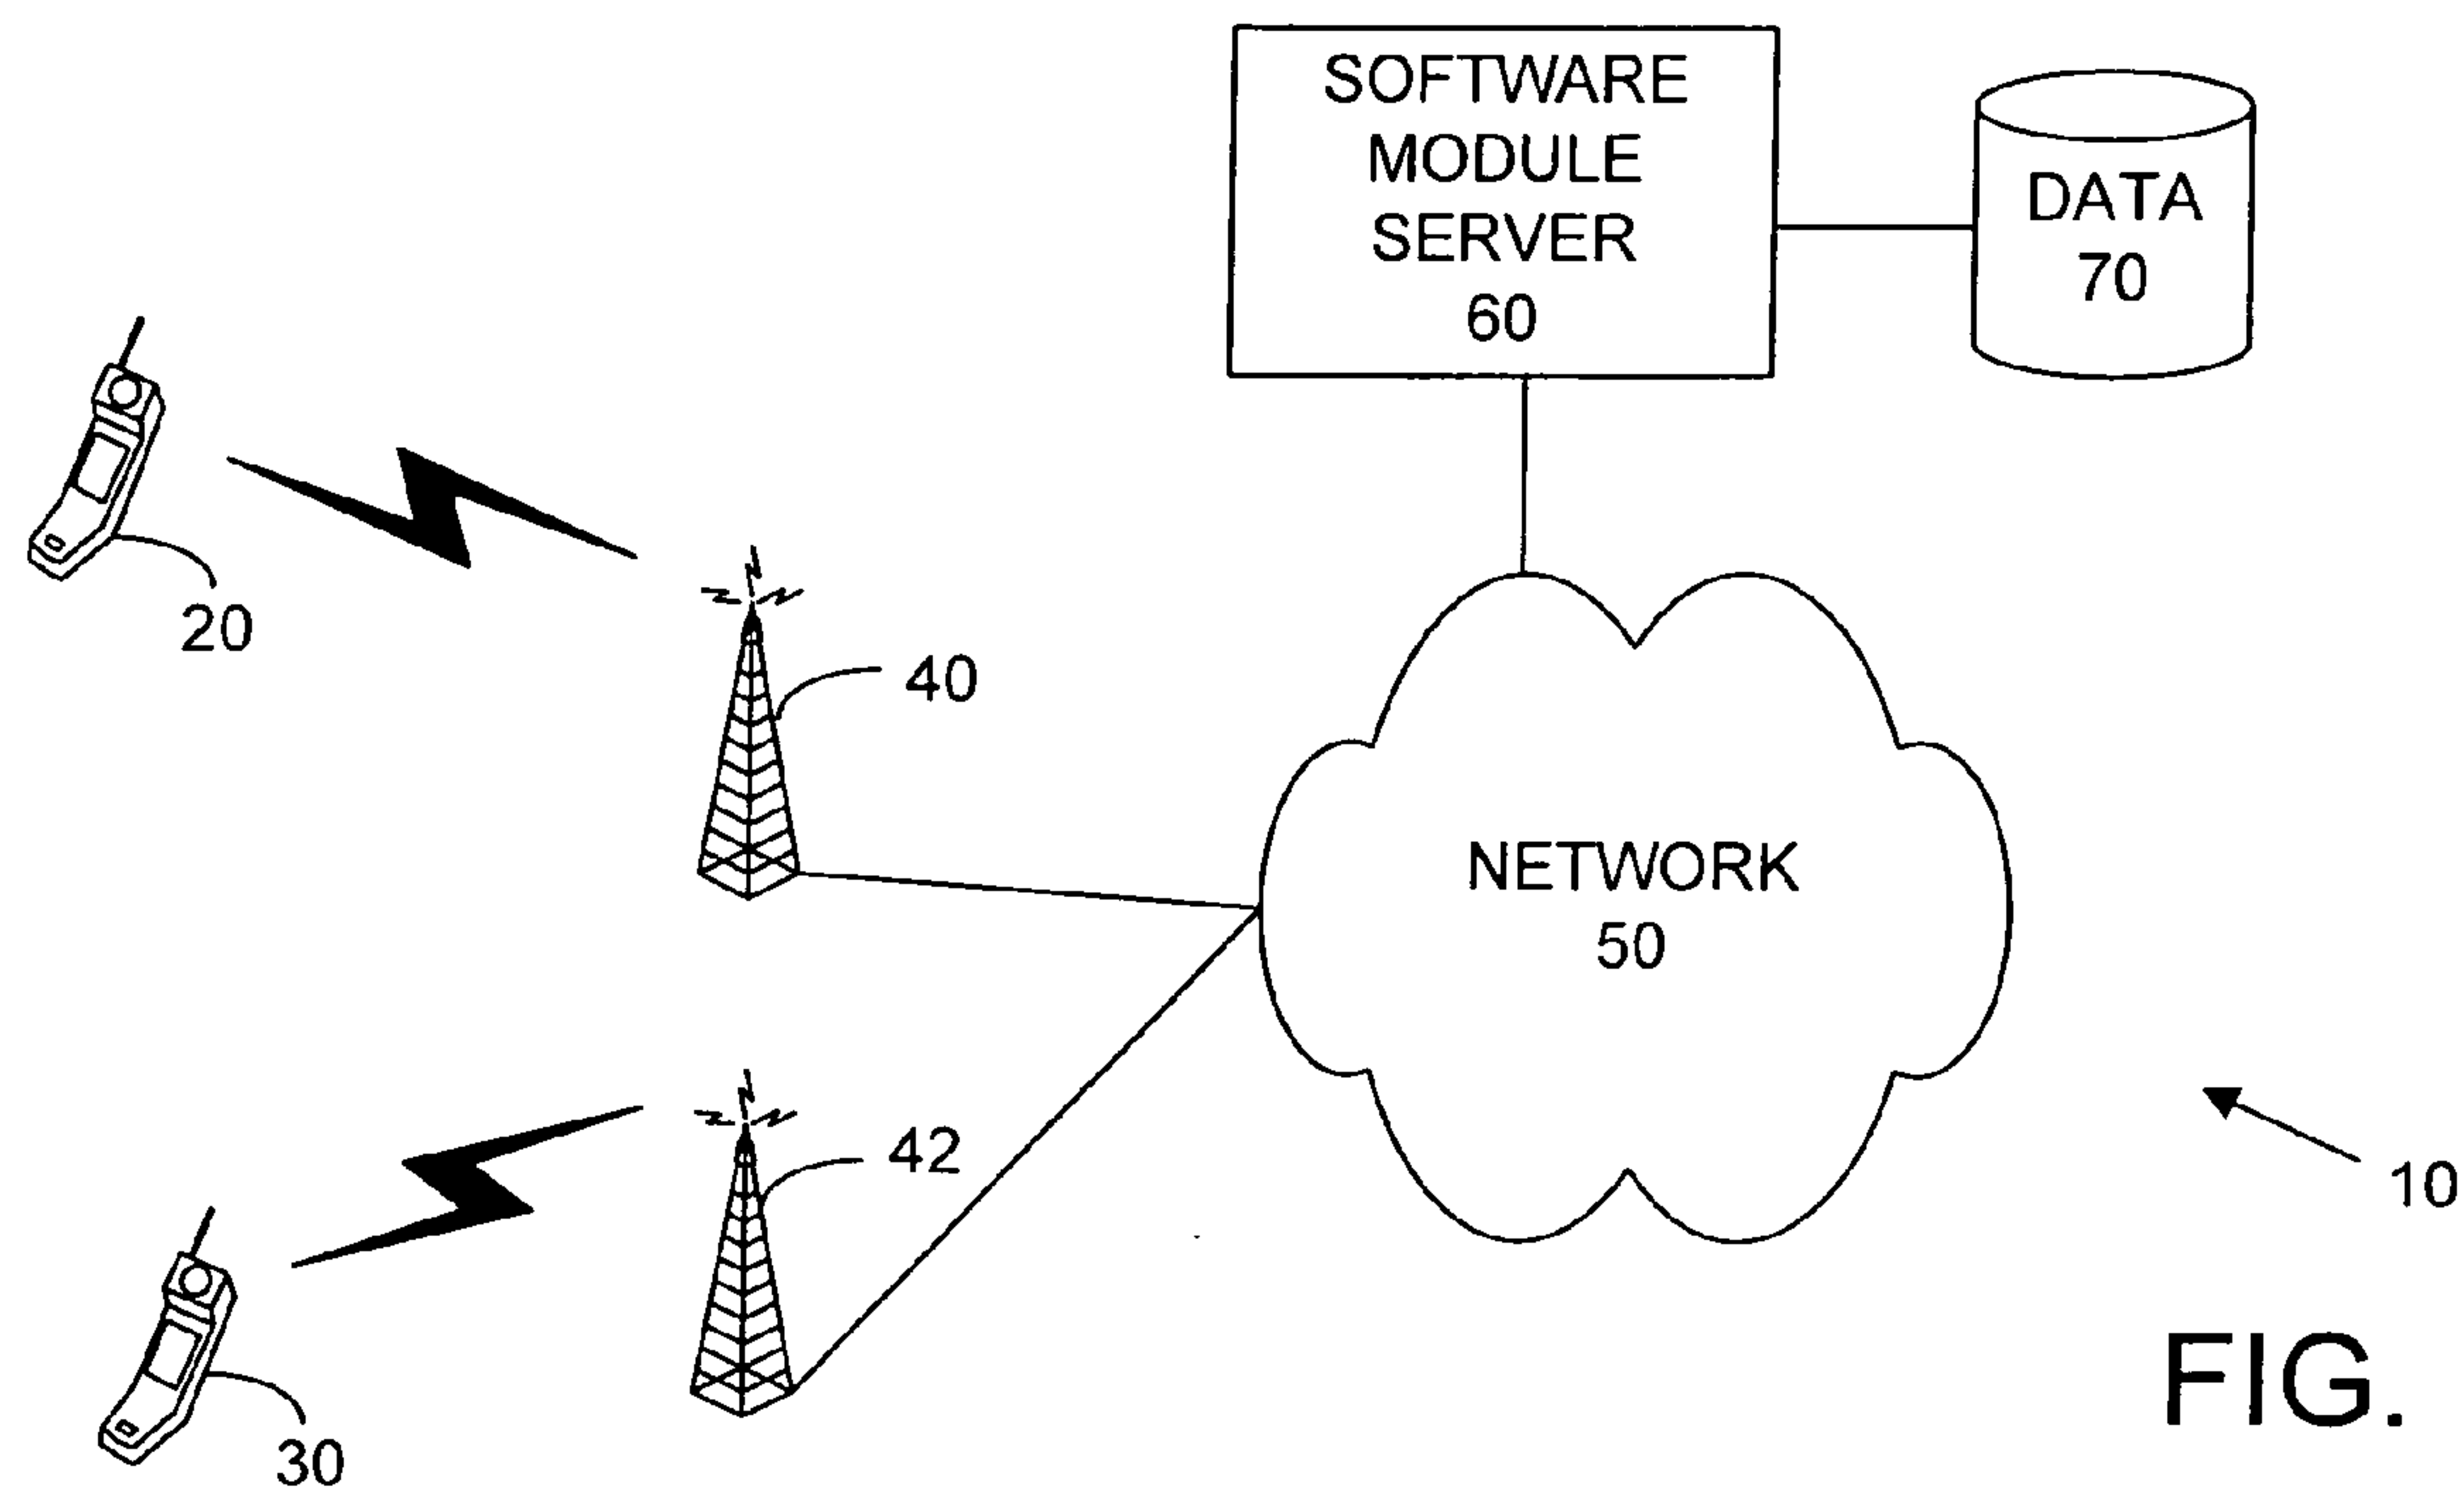 SOFTWARE
MODULE
SERVER
60
DATA
70
20
40
NETWORK
50
42
10
30
FIG.